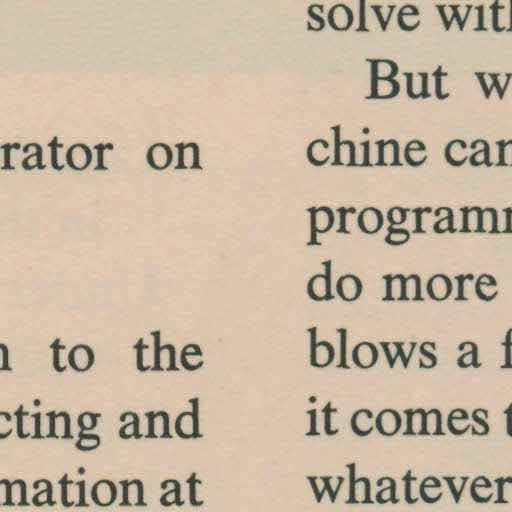 rator on
n to the
cting and
mation at
solve with
But w
chine can
programm
do more
blows a f
it comes t
whatever